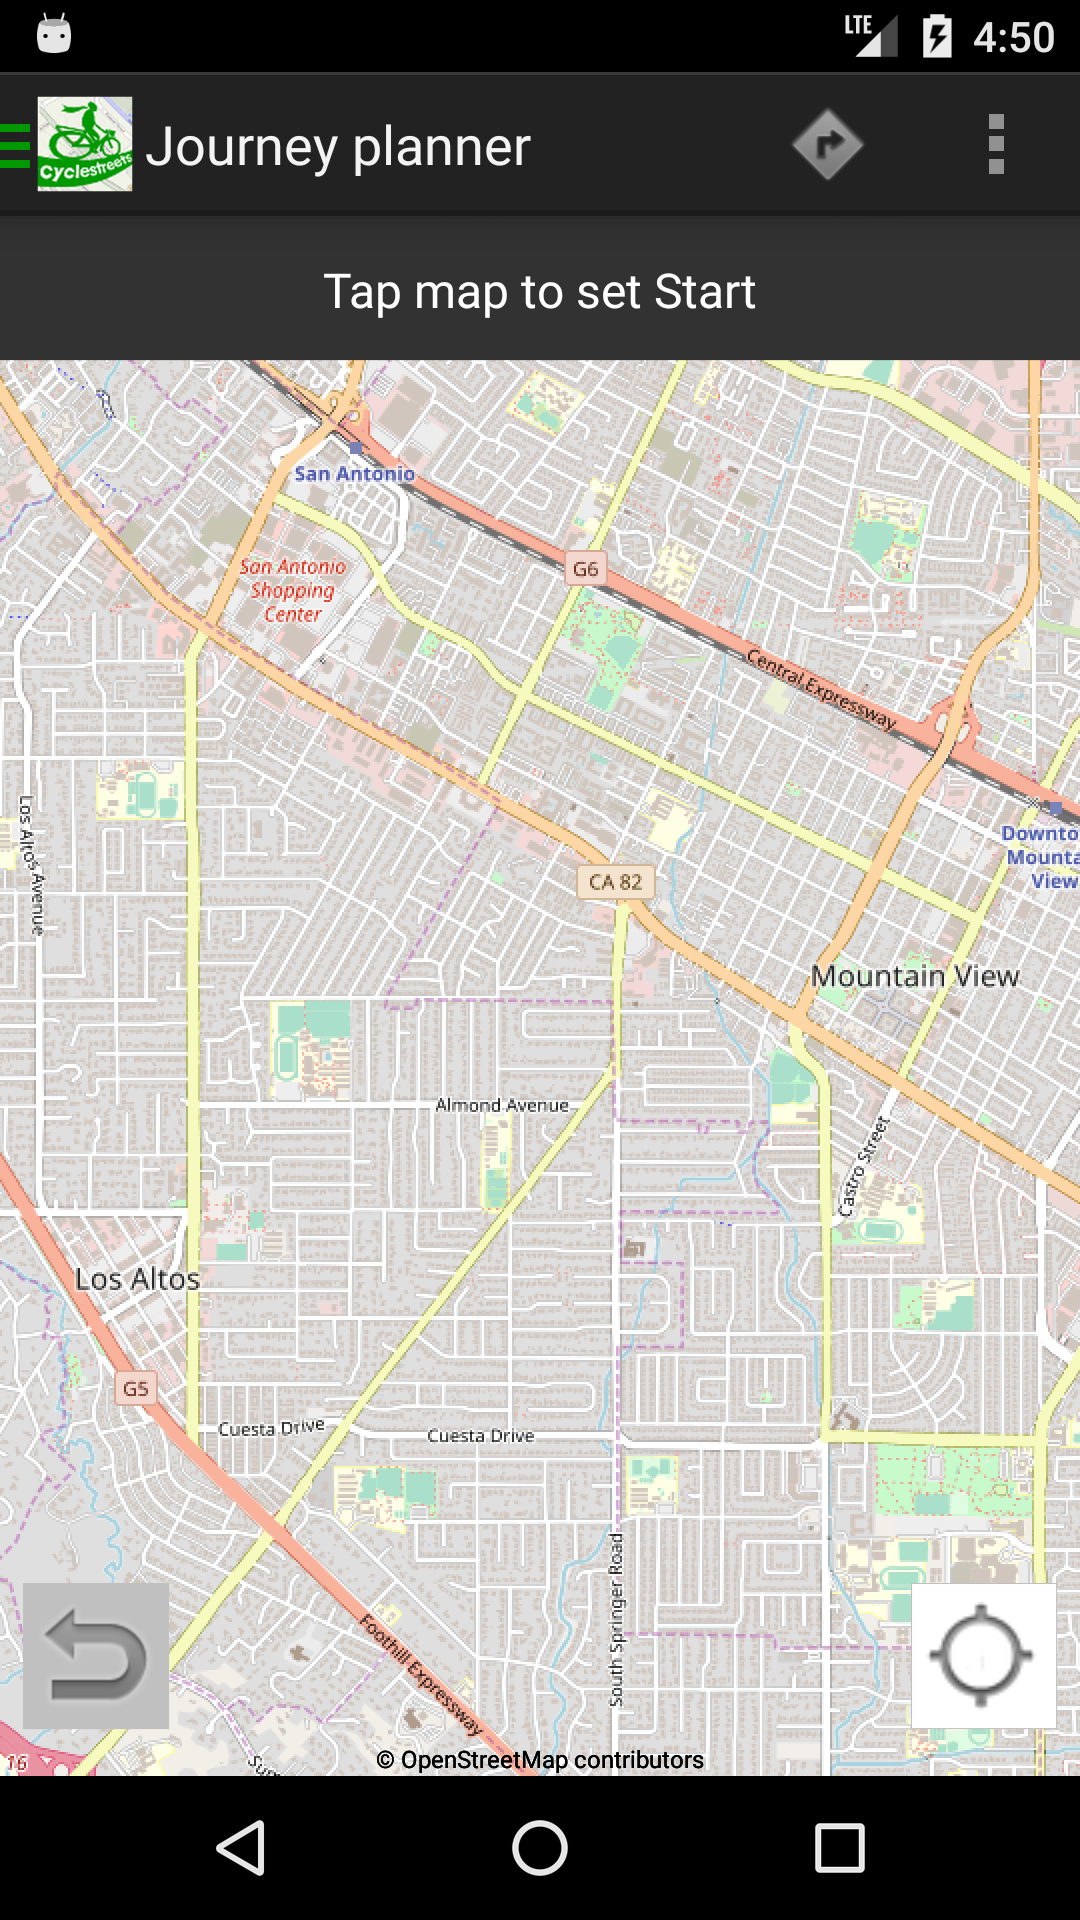 LTE 4:50
Cyclestreets
Journey planner
Tap map to set Start
San Antonio
San Antonio
Shopping
Center
G6
Central Expressway
Los Altos Avenue
Downto
Mounta
View
CA 82
Mountain View
Almond Avenue
Castro Street
Los Altos
G5
Cuesta Drive
Cuesta Drive
South Springer Road
Foothill Expressway
16
© OpenStreetMap contributors